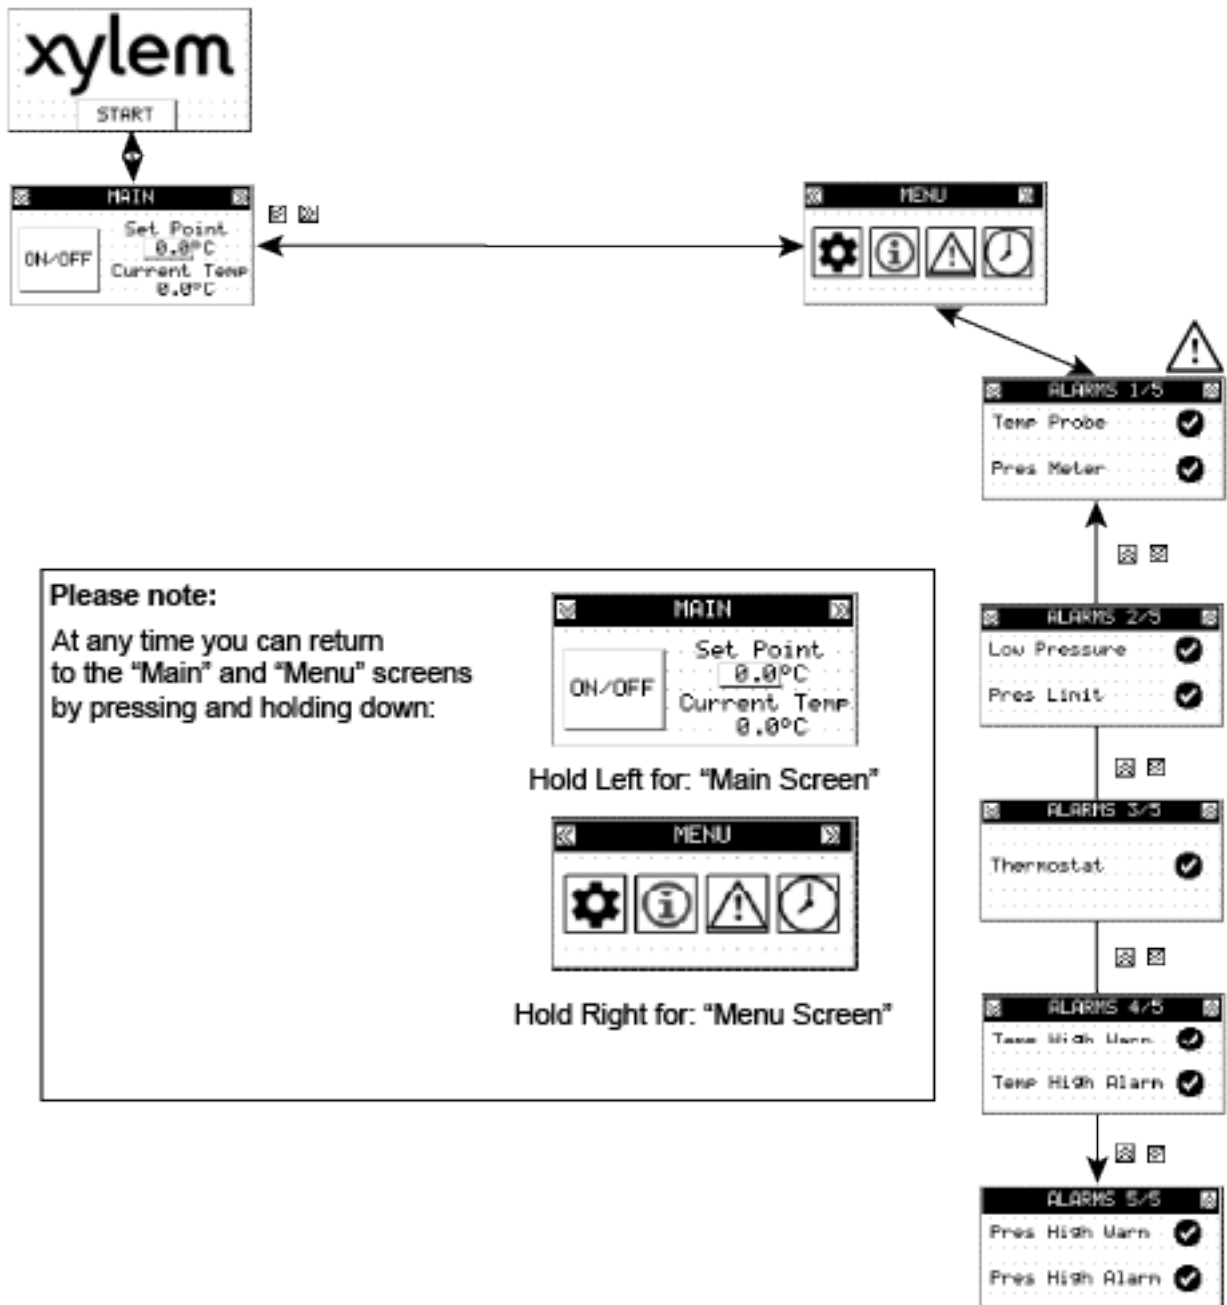 xylem
START
MAIN
ON/OFF
Set Point
0.0°C
Current Temp
0.0°C
MENU
ALARMS 1/5
Temp Probe
Pres Meter
ALARMS 2/5
Low Pressure
Pres Limit
ALARMS 3/5
Thermostat
ALARMS 4/5
Temp High Warn
Temp High Alarm
ALARMS 5/5
Pres High Warn
Pres High Alarm
Please note:
At any time you can return
to the “Main” and “Menu” screens
by pressing and holding down:
MAIN
ON/OFF
Set Point
0.0°C
Current Temp
0.0°C
Hold Left for: “Main Screen”
MENU
Hold Right for: “Menu Screen”